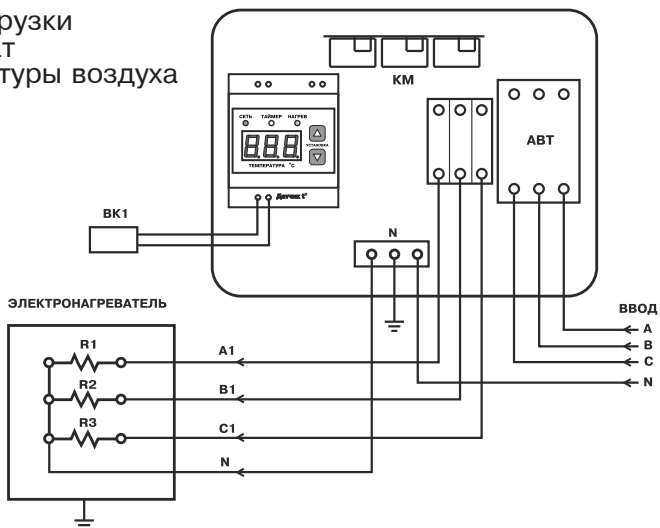 рузки
т
туры воздуха
КМ
СЕТЬ ТАЙМЕР НАГРЕВ
888
УСТАНОВКА
ТЕМПЕРАТУРА °С
Датчик t°
АВТ
ВК1
N
ЭЛЕКТРОНАГРЕВАТЕЛЬ
ВВОД
A
B
C
N
R1
A1
R2
B1
R3
C1
N